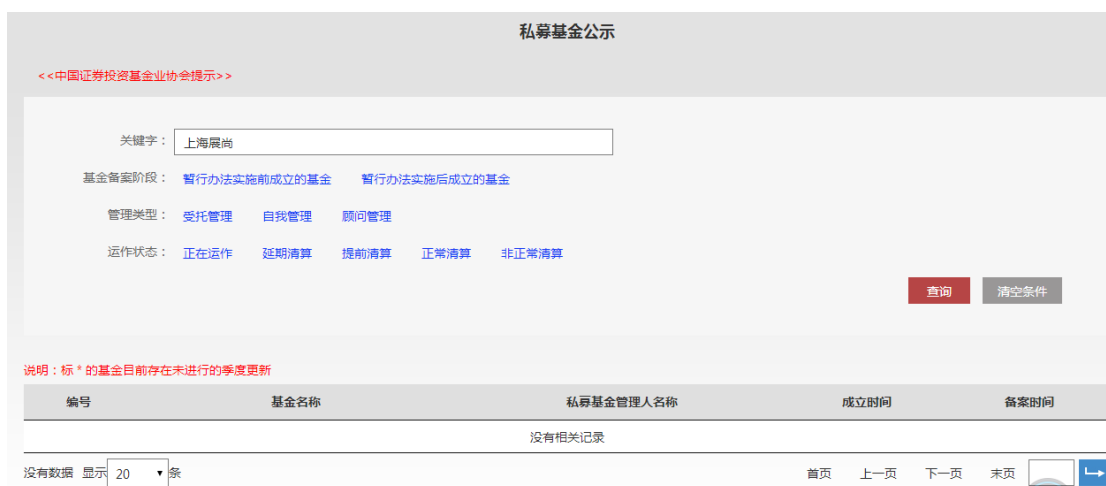 私募基金公示
<<中国证券投资基金业协会提示>>
关键字： 上海展尚
基金备案阶段： 暂行办法实施前成立的基金 暂行办法实施后成立的基金
管理类型： 受托管理 自我管理 顾问管理
运作状态： 正在运作 延期清算 提前清算 正常清算 非正常清算
查询 清空条件
说明：标 * 的基金目前存在未进行的季度更新
编号 基金名称 私募基金管理人名称 成立时间 备案时间
没有相关记录
没有数据 显示 20 条 首页 上一页 下一页 末页